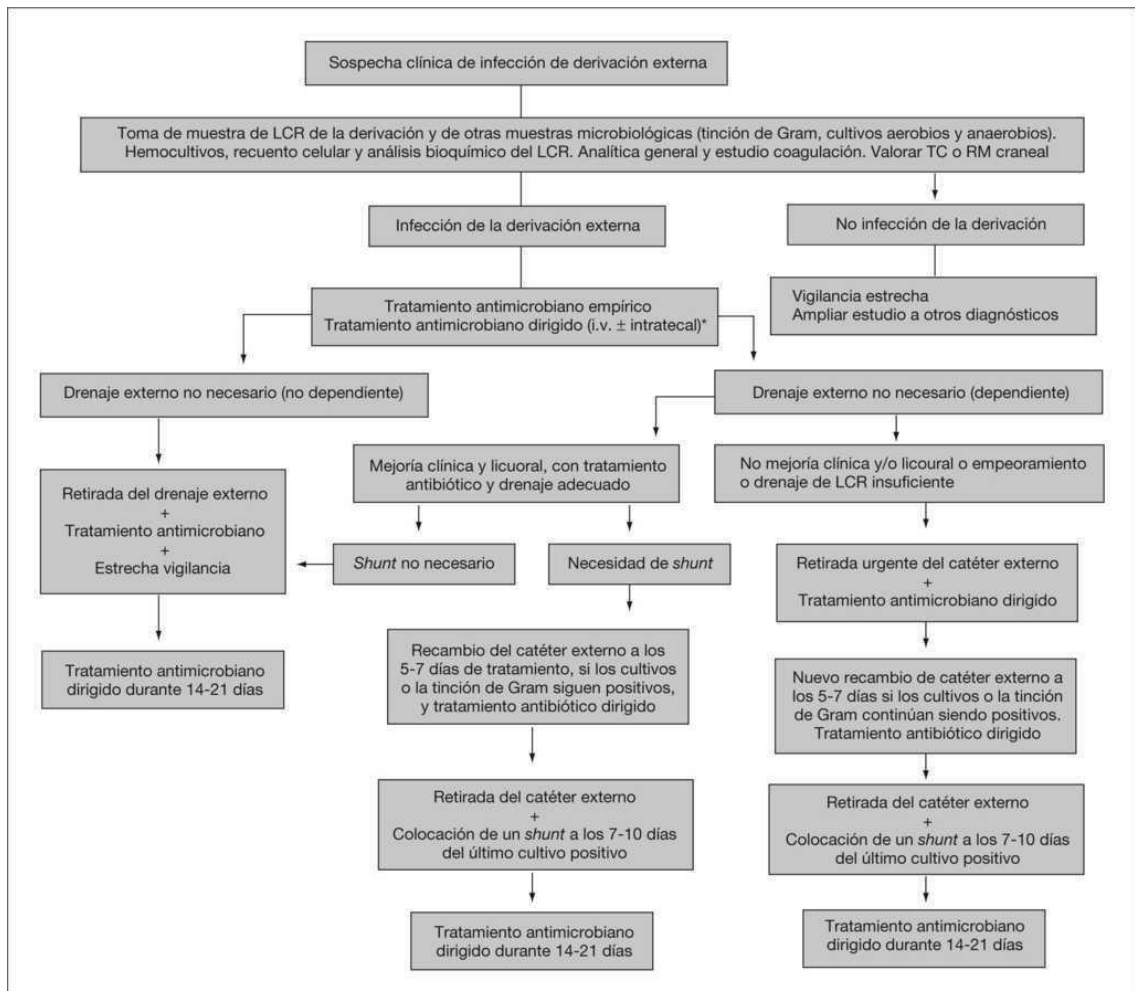 Sospecha clínica de infección de derivación externa
Toma de muestra de LCR de la derivación y de otras muestras microbiológicas (tinción de Gram, cultivos aerobios y anaerobios).
Hemocultivos, recuento celular y análisis bioquímico del LCR. Analítica general y estudio coagulación. Valorar TC o RM craneal
Infección de la derivación externa
No infección de la derivación
Vigilancia estrecha
Ampliar estudio a otros diagnósticos
Tratamiento antimicrobiano empírico
Tratamiento antimicrobiano dirigido (i.v. ± intratecal)*
Drenaje externo no necesario (no dependiente)
Drenaje externo no necesario (dependiente)
Retirada del drenaje externo
+
Tratamiento antimicrobiano
+
Estrecha vigilancia
Mejoría clínica y licuoral, con tratamiento
antibiótico y drenaje adecuado
No mejoría clínica y/o licoural o empeoramiento
o drenaje de LCR insuficiente
Shunt no necesario
Necesidad de shunt
Retirada urgente del catéter externo
+
Tratamiento antimicrobiano dirigido
Tratamiento antimicrobiano
dirigido durante 14-21 días
Recambio del catéter externo a los
5-7 días de tratamiento, si los cultivos
o la tinción de Gram siguen positivos,
y tratamiento antibiótico dirigido
Nuevo recambio de catéter externo a
los 5-7 días si los cultivos o la tinción
de Gram continúan siendo positivos.
Tratamiento antibiótico dirigido
Retirada del catéter externo
+
Colocación de un shunt a los 7-10 días
del último cultivo positivo
Retirada del catéter externo
+
Colocación de un shunt a los 7-10 días
del último cultivo positivo
Tratamiento antimicrobiano
dirigido durante 14-21 días
Tratamiento antimicrobiano
dirigido durante 14-21 días